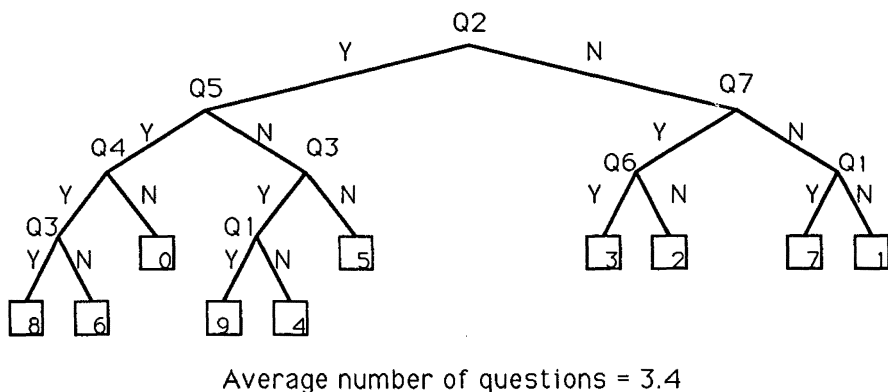 Q2
Y N
Q5 Q7
Y N Y N
Q4 Q3 Q6 Q1
Y N Y N Y N Y N
Q3 Q1
0 5 3 2 7 1
Y N Y N
8 6 9 4
Average number of questions = 3.4